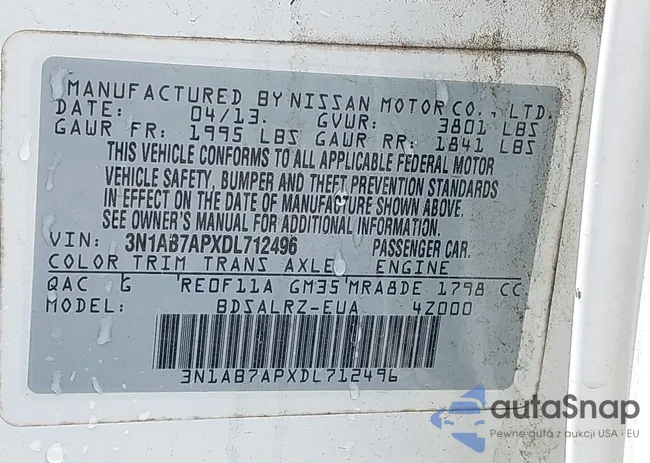 MANUFACTURED BY NISSAN MOTOR CO., LTD.
DATE: 04/13. GVWR: 3801 LBS
GAWR FR: 1995 LBS GAWR RR: 1841 LBS
THIS VEHICLE CONFORMS TO ALL APPLICABLE FEDERAL MOTOR
VEHICLE SAFETY, BUMPER AND THEFT PREVENTION STANDARDS
IN EFFECT ON THE DATE OF MANUFACTURE SHOWN ABOVE.
SEE OWNER'S MANUAL FOR ADDITIONAL INFORMATION.
VIN: 3N1AB7APXDL712496 PASSENGER CAR.
COLOR TRIM TRANS AXLE ENGINE
QAC G RE0F11A GM35 MRA8DE 1798 CC
MODEL: BDSALRZ-EUA 4Z000
3N1AB7APXDL712496
autaSnap
Pewne auta z aukcji USA i EU